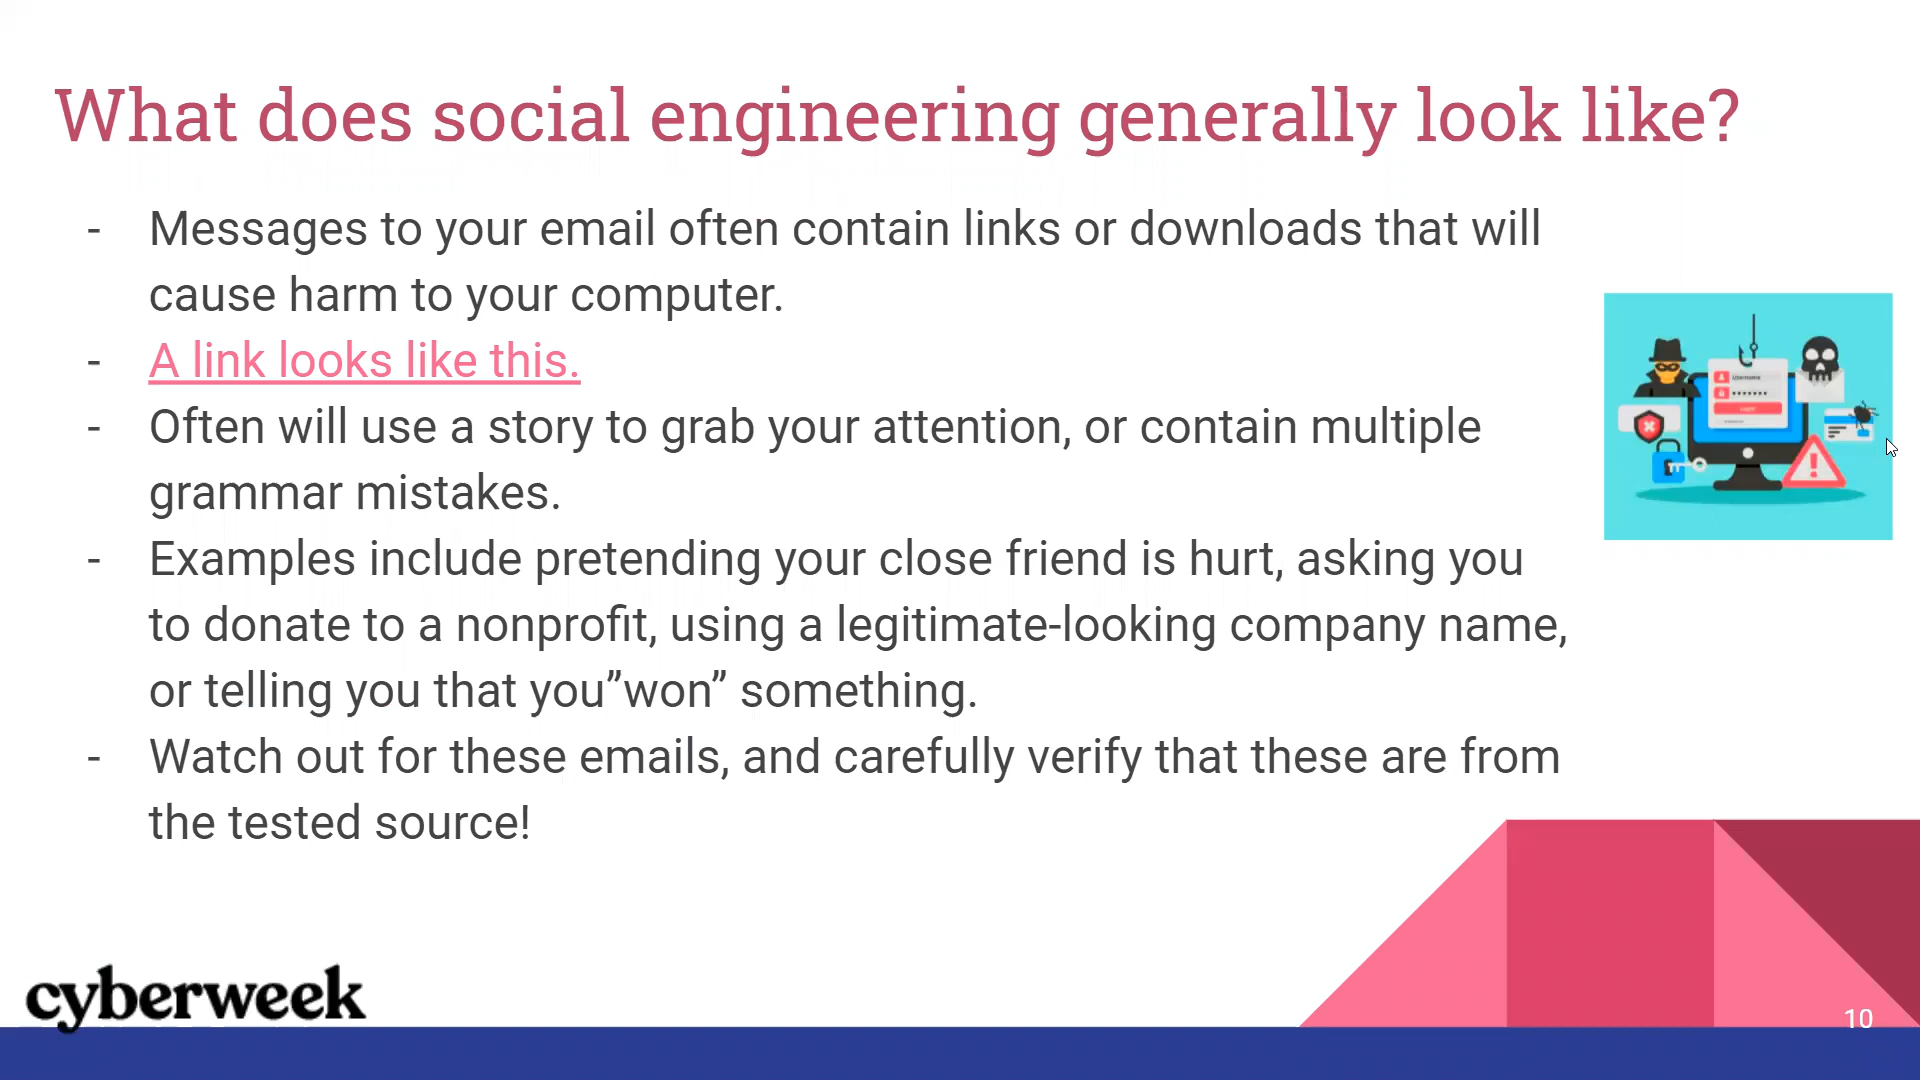 What does social engineering generally look like?
- Messages to your email often contain links or downloads that will
cause harm to your computer.
- A link looks like this.
- Often will use a story to grab your attention, or contain multiple
grammar mistakes.
- Examples include pretending your close friend is hurt, asking you
to donate to a nonprofit, using a legitimate-looking company name,
or telling you that you”won” something.
- Watch out for these emails, and carefully verify that these are from
the tested source!
Username
cyberweek
10